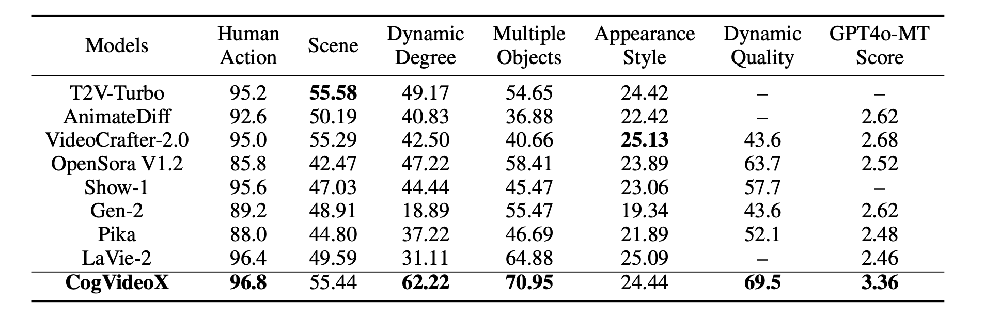 Models Human Action Scene Dynamic Degree Multiple Objects Appearance Style Dynamic Quality GPT4o-MT Score
T2V-Turbo 95.2 55.58 49.17 54.65 24.42 – –
AnimateDiff 92.6 50.19 40.83 36.88 22.42 – 2.62
VideoCrafter-2.0 95.0 55.29 42.50 40.66 25.13 43.6 2.68
OpenSora V1.2 85.8 42.47 47.22 58.41 23.89 63.7 2.52
Show-1 95.6 47.03 44.44 45.47 23.06 57.7 –
Gen-2 89.2 48.91 18.89 55.47 19.34 43.6 2.62
Pika 88.0 44.80 37.22 46.69 21.89 52.1 2.48
LaVie-2 96.4 49.59 31.11 64.88 25.09 – 2.46
CogVideoX 96.8 55.44 62.22 70.95 24.44 69.5 3.36